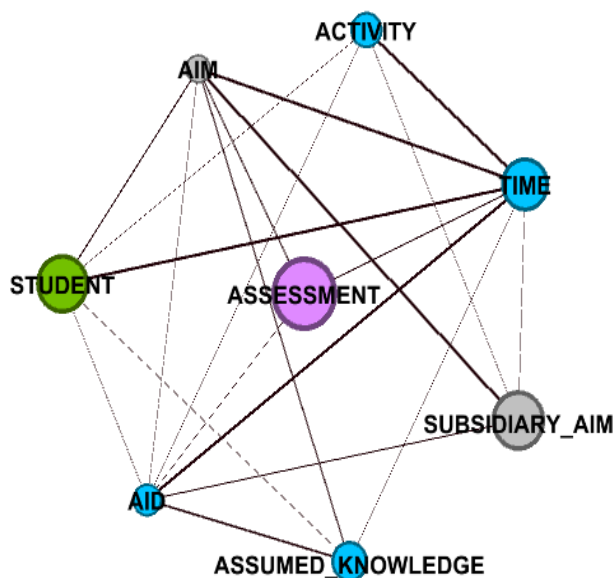 ACTIVITY
AIM
TIME
STUDENT
ASSESSMENT
SUBSIDIARY_AIM
AID
ASSUMED_KNOWLEDGE